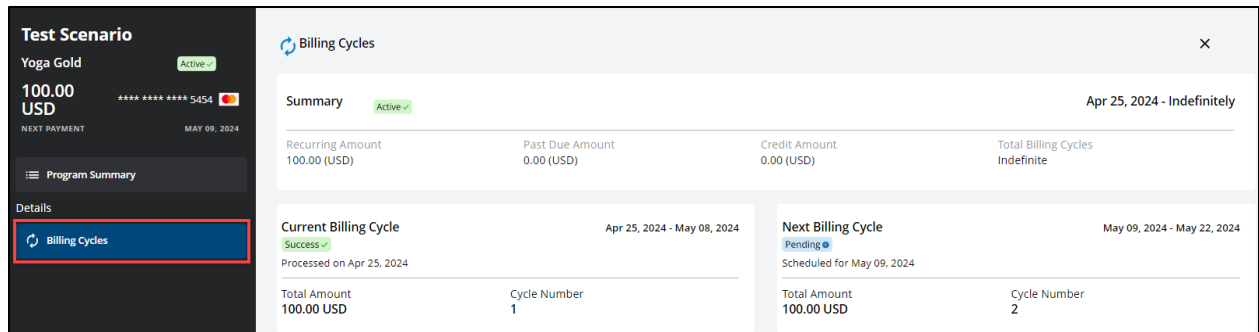 Test Scenario
Yoga Gold Active
100.00 USD **** **** **** 5454
NEXT PAYMENT MAY 09, 2024
Program Summary
Details
Billing Cycles
Billing Cycles
Summary Active Apr 25, 2024 - Indefinitely
Recurring Amount Past Due Amount Credit Amount Total Billing Cycles
100.00 (USD) 0.00 (USD) 0.00 (USD) Indefinite
Current Billing Cycle Apr 25, 2024 - May 08, 2024
Success
Processed on Apr 25, 2024
Total Amount Cycle Number
100.00 USD 1
Next Billing Cycle May 09, 2024 - May 22, 2024
Pending
Scheduled for May 09, 2024
Total Amount Cycle Number
100.00 USD 2